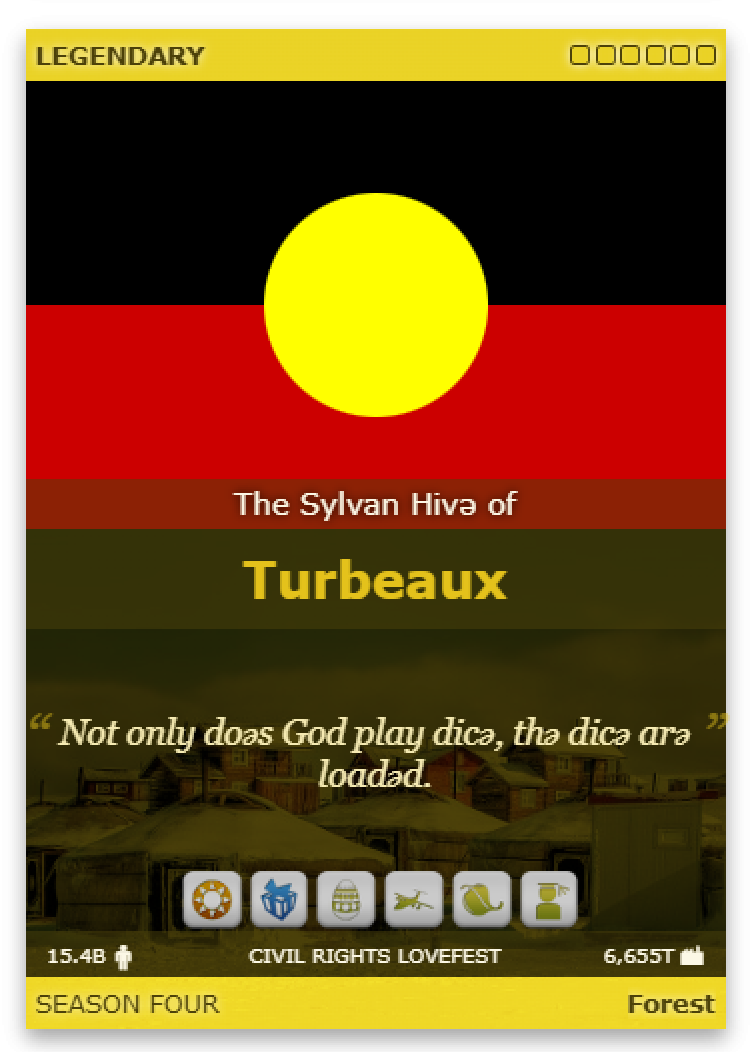 LEGENDARY
The Sylvan Hivə of
Turbeaux
“ Not only doəs God play dicə, thə dicə arə ”
loadəd.
15.4B CIVIL RIGHTS LOVEFEST 6,655T
SEASON FOUR Forest